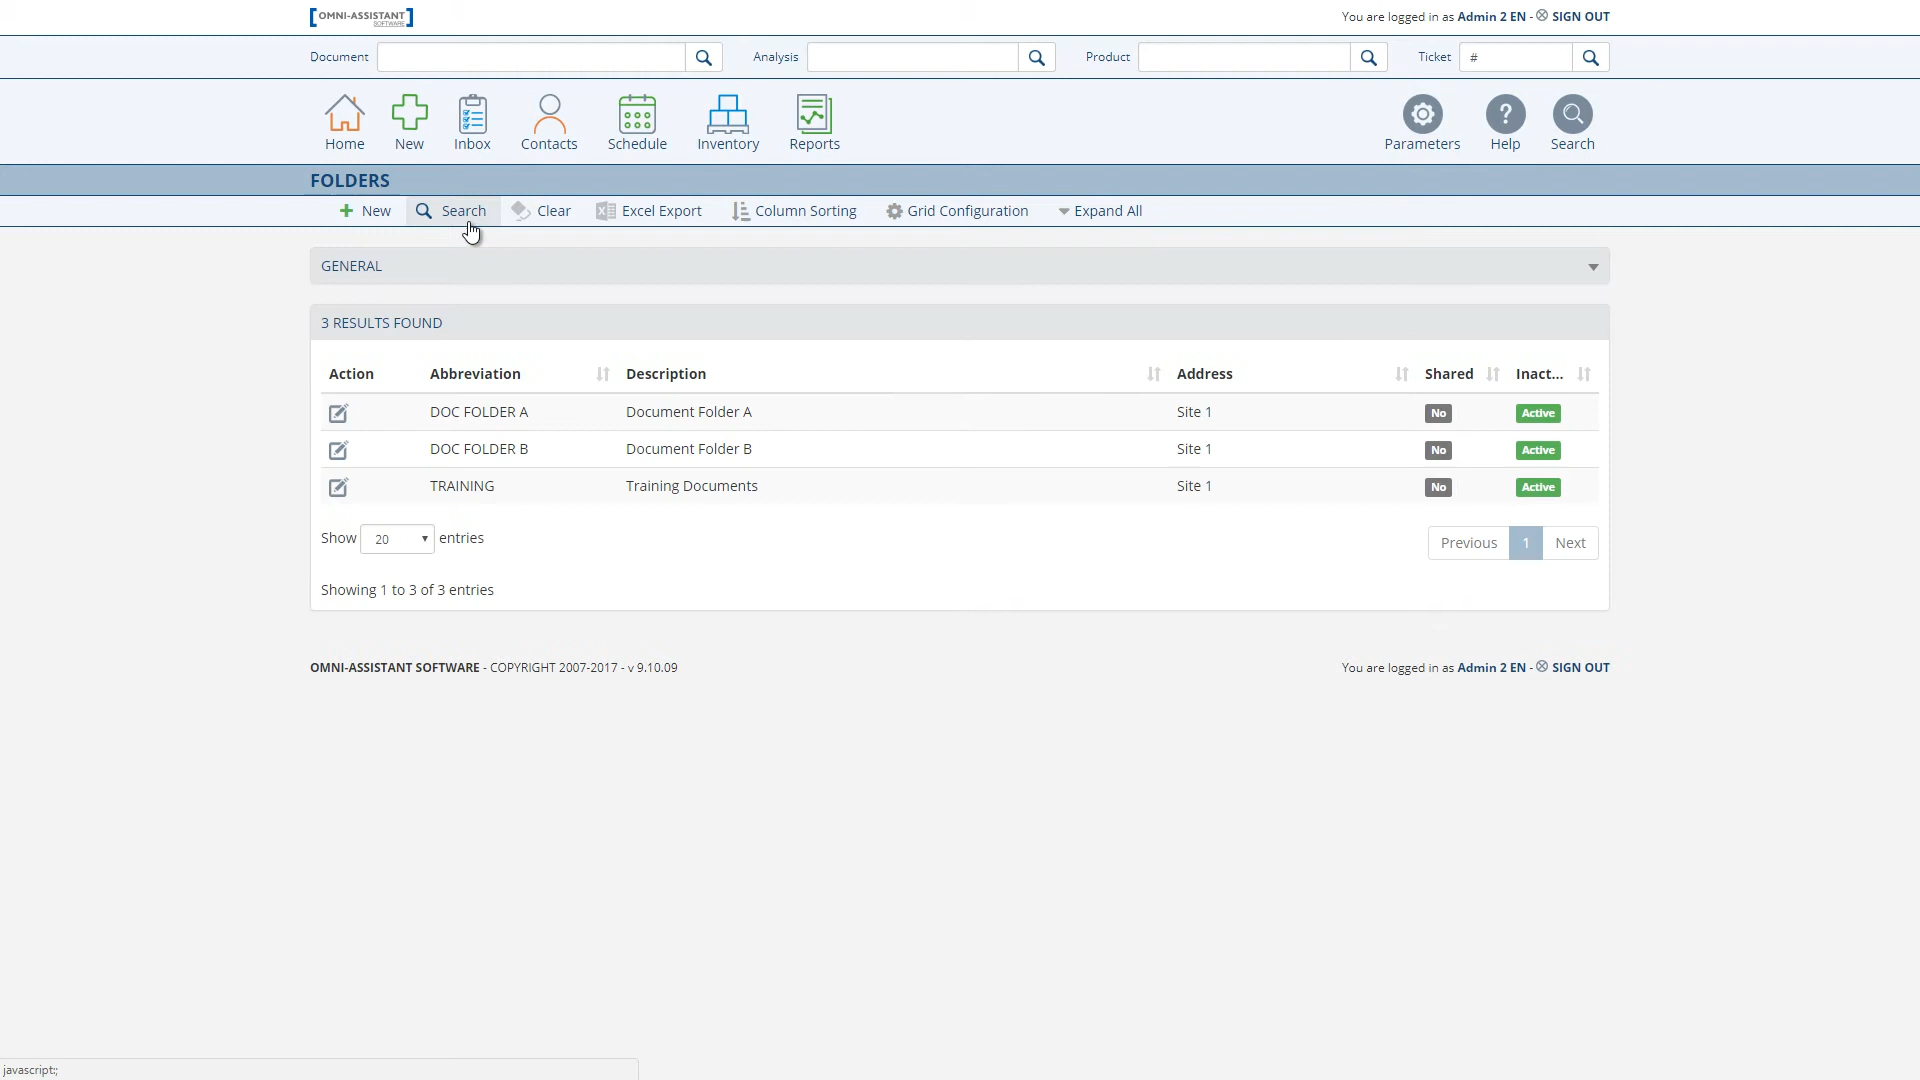 [OMNI-ASSISTANT SOFTWARE]
You are logged in as Admin 2 EN - SIGN OUT
Document Analysis Product Ticket #
Home New Inbox Contacts Schedule Inventory Reports Parameters Help Search
FOLDERS
New Search Clear Excel Export Column Sorting Grid Configuration Expand All
GENERAL
3 RESULTS FOUND
Action Abbreviation Description Address Shared Inact...
DOC FOLDER A Document Folder A Site 1 No Active
DOC FOLDER B Document Folder B Site 1 No Active
TRAINING Training Documents Site 1 No Active
Show 20 entries Previous 1 Next
Showing 1 to 3 of 3 entries
OMNI-ASSISTANT SOFTWARE - COPYRIGHT 2007-2017 - v 9.10.09 You are logged in as Admin 2 EN - SIGN OUT
javascript:;